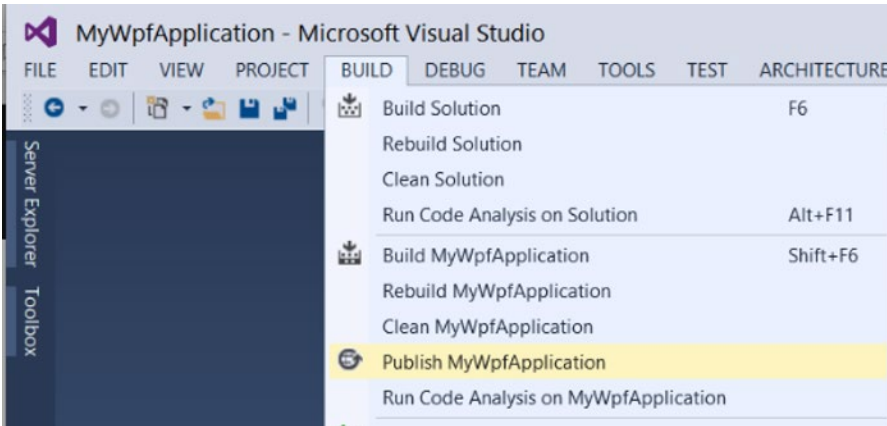 MyWpfApplication - Microsoft Visual Studio
FILE EDIT VIEW PROJECT BUILD DEBUG TEAM TOOLS TEST ARCHITECTURE
Server Explorer
Toolbox
Build Solution F6
Rebuild Solution
Clean Solution
Run Code Analysis on Solution Alt+F11
Build MyWpfApplication Shift+F6
Rebuild MyWpfApplication
Clean MyWpfApplication
Publish MyWpfApplication
Run Code Analysis on MyWpfApplication